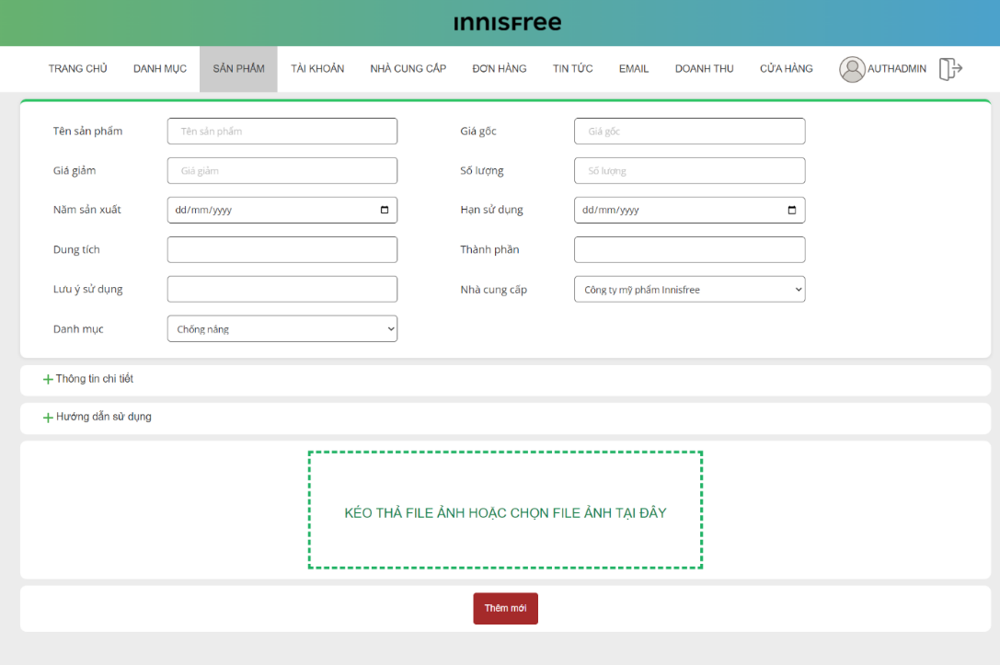 INNISFree
TRANG CHỦ DANH MỤC SẢN PHẨM TÀI KHOẢN NHÀ CUNG CẤP ĐƠN HÀNG TIN TỨC EMAIL DOANH THU CỬA HÀNG AUTHADMIN
Tên sản phẩm Tên sản phẩm Giá gốc Giá gốc
Giá giảm Giá giảm Số lượng Số lượng
Năm sản xuất dd/mm/yyyy Hạn sử dụng dd/mm/yyyy
Dung tích Thành phần
Lưu ý sử dụng Nhà cung cấp Công ty mỹ phẩm Innisfree
Danh mục Chống nắng
Thông tin chi tiết
Hướng dẫn sử dụng
KÉO THẢ FILE ẢNH HOẶC CHỌN FILE ẢNH TẠI ĐÂY
Thêm mới